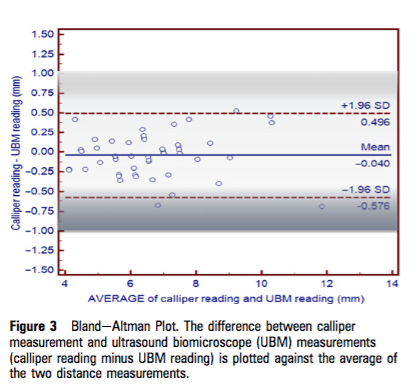 1.50
1.25
1.00
0.75
0.50
0.25
0.00
−0.25
−0.50
−0.75
−1.00
−1.25
−1.50
Calliper reading - UBM reading (mm)
+1.96 SD
0.496
Mean
-0.040
−1.96 SD
-0.576
4 6 8 10 12 14
AVERAGE of calliper reading and UBM reading (mm)
Figure 3 Bland—Altman Plot. The difference between calliper
measurement and ultrasound biomicroscope (UBM) measurements
(calliper reading minus UBM reading) is plotted against the average of
the two distance measurements.